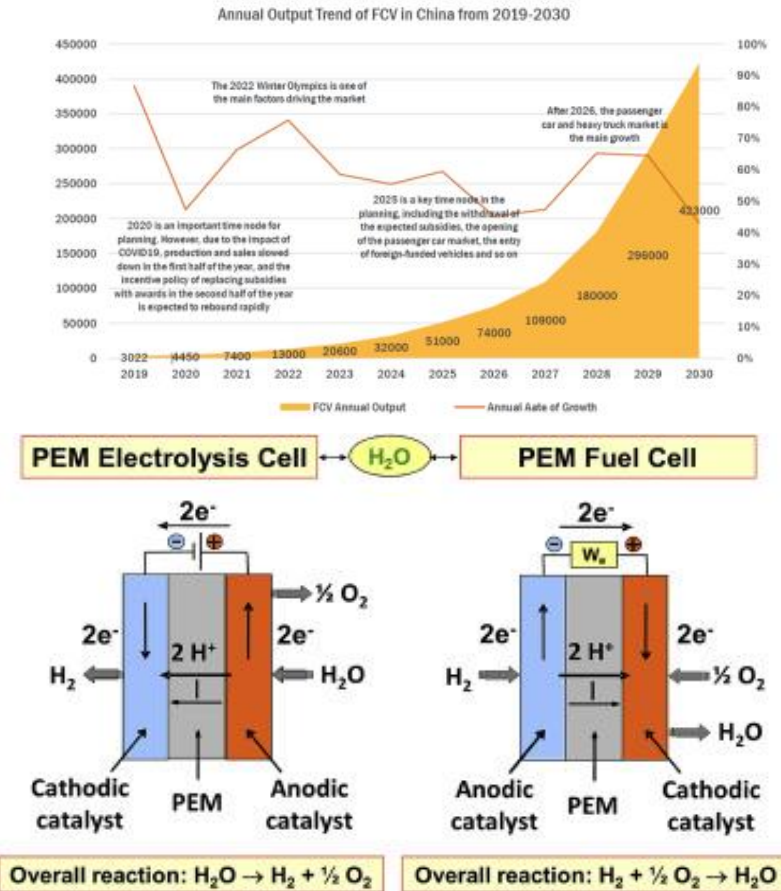 Annual Output Trend of FCV in China from 2019-2030
450000
400000
350000
300000
250000
200000
150000
100000
50000
0
100%
90%
80%
70%
60%
50%
40%
30%
20%
10%
0%
The 2022 Winter Olympics is one of
the main factors driving the market
After 2026, the passenger
car and heavy truck market is
the main growth
2025 is a key time node in the
planning, including the withdrawal of
the expected subsidies, the opening
of the passenger car market, the entry
of foreign-funded vehicles and so on
2020 is an important time node for
planning. However, due to the impact of
COVID19, production and sales slowed
down in the first half of the year, and the
incentive policy of replacing subsidies
with awards in the second half of the year
is expected to rebound rapidly
3022 4450 7400 13000 20600 32000 51000 74000 109000 180000 296000 423000
2019 2020 2021 2022 2023 2024 2025 2026 2027 2028 2029 2030
FCV Annual Output Annual Aate of Growth
PEM Electrolysis Cell H₂O PEM Fuel Cell
2e⁻
⊖ ⊕
½ O₂
2e⁻ 2 H⁺ 2e⁻
H₂ I H₂O
Cathodic catalyst
PEM
Anodic catalyst
Overall reaction: H₂O → H₂ + ½ O₂
2e⁻
⊖ Wₑ ⊕
2e⁻ 2 H⁺ 2e⁻
H₂ I ½ O₂
H₂O
Anodic catalyst
PEM
Cathodic catalyst
Overall reaction: H₂ + ½ O₂ → H₂O